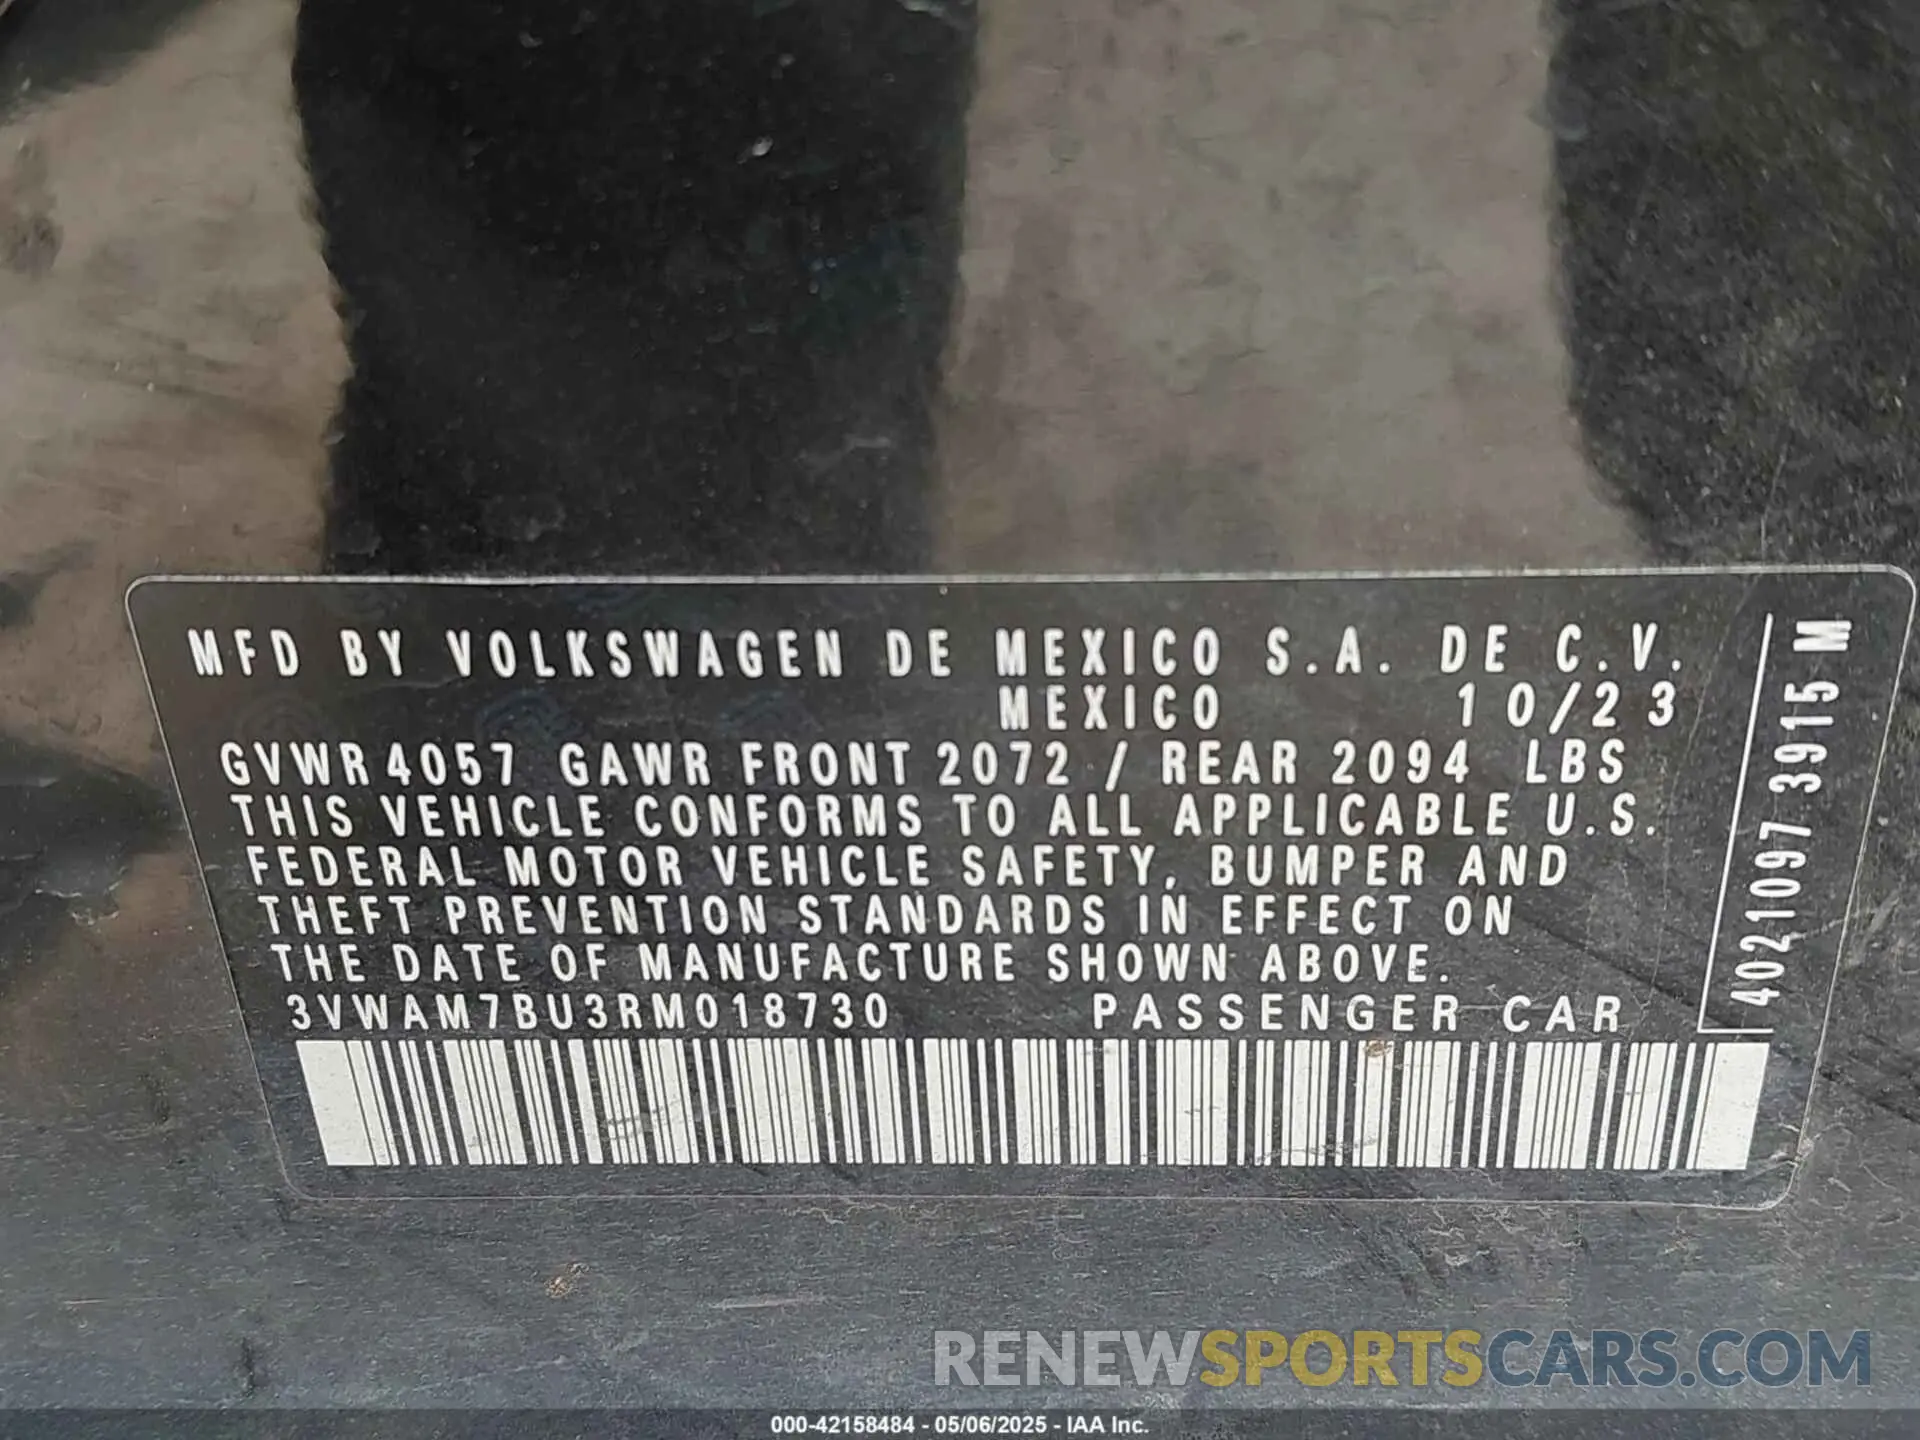 MFD BY VOLKSWAGEN DE MEXICO S.A. DE C.V.
MEXICO 10/23
GVWR 4057 GAWR FRONT 2072 / REAR 2094 LBS
THIS VEHICLE CONFORMS TO ALL APPLICABLE U.S.
FEDERAL MOTOR VEHICLE SAFETY, BUMPER AND
THEFT PREVENTION STANDARDS IN EFFECT ON
THE DATE OF MANUFACTURE SHOWN ABOVE.
3VWAM7BU3RM018730 PASSENGER CAR
4021097 3915 M
RENEWSPORTSCARS.COM
000-42158484 - 05/06/2025 - IAA Inc.